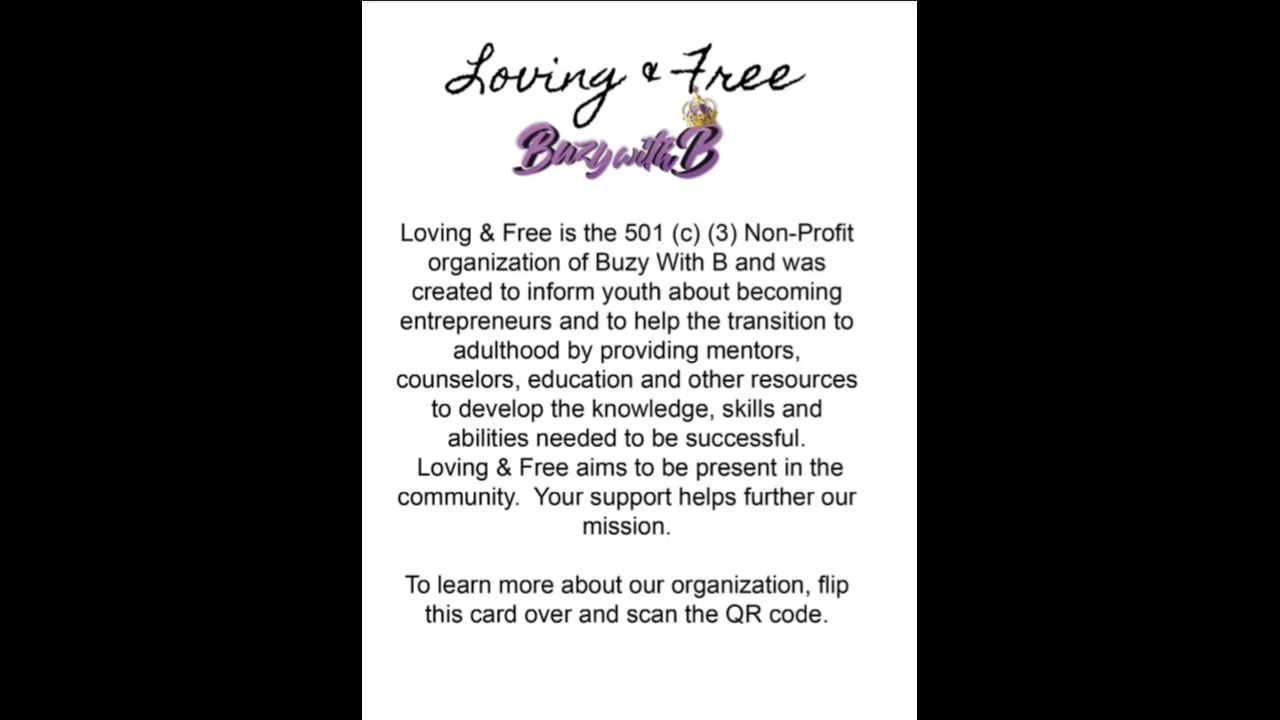 Loving & Free
Buzy with B
Loving & Free is the 501 (c) (3) Non-Profit
organization of Buzy With B and was
created to inform youth about becoming
entrepreneurs and to help the transition to
adulthood by providing mentors,
counselors, education and other resources
to develop the knowledge, skills and
abilities needed to be successful.
Loving & Free aims to be present in the
community.  Your support helps further our
mission.
To learn more about our organization, flip
this card over and scan the QR code.